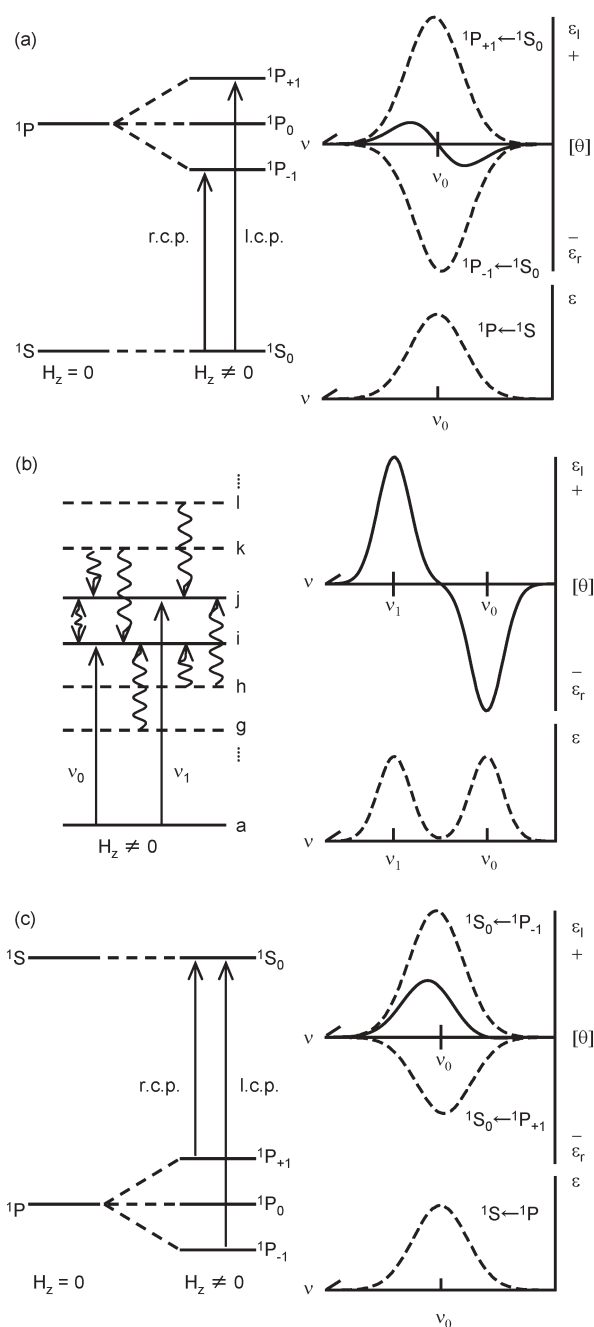 (a)
¹P
¹P₊₁
¹P₀
¹P₋₁
r.c.p.
l.c.p.
¹S
¹S₀
H_z = 0
H_z ≠ 0
¹P₊₁←¹S₀
ε_l
+
ν
[θ]
ν₀
¹P₋₁←¹S₀
−
ε_r
ε
¹P←¹S
ν
ν₀
(b)
l
k
j
i
h
g
ν₀
ν₁
a
H_z ≠ 0
ε_l
+
ν
[θ]
ν₁
ν₀
−
ε_r
ε
ν
ν₁
ν₀
(c)
¹S
¹S₀
r.c.p.
l.c.p.
¹P₊₁
¹P
¹P₀
¹P₋₁
H_z = 0
H_z ≠ 0
¹S₀←¹P₋₁
ε_l
+
ν
[θ]
ν₀
¹S₀←¹P₊₁
−
ε_r
ε
¹S←¹P
ν
ν₀